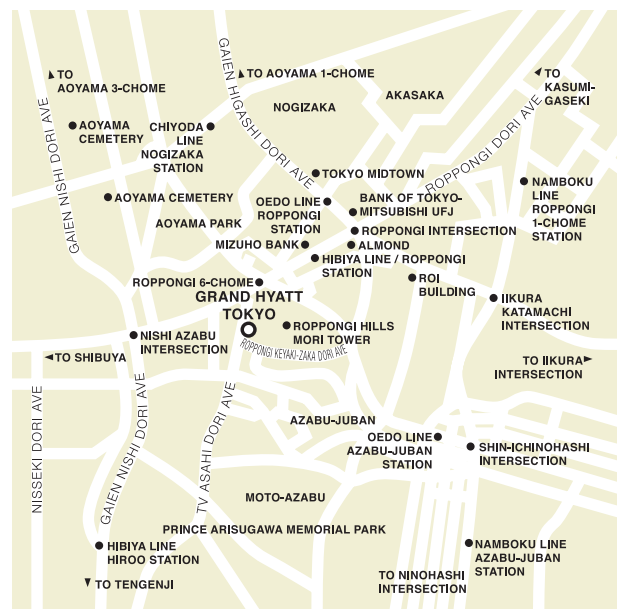 TO
AOYAMA 3-CHOME
TO AOYAMA 1-CHOME
TO
KASUMI-
GASEKI
NOGIZAKA
AKASAKA
GAIEN NISHI DORI AVE
GAIEN HIGASHI DORI AVE
ROPPONGI DORI AVE
AOYAMA
CEMETERY
CHIYODA
LINE
NOGIZAKA
STATION
TOKYO MIDTOWN
NAMBOKU
LINE
ROPPONGI
1-CHOME
STATION
AOYAMA CEMETERY
AOYAMA PARK
OEDO LINE
ROPPONGI
STATION
BANK OF TOKYO-
MITSUBISHI UFJ
ROPPONGI INTERSECTION
MIZUHO BANK
ALMOND
HIBIYA LINE / ROPPONGI
STATION
ROPPONGI 6-CHOME
ROI
BUILDING
GRAND HYATT
TOKYO
IIKURA
KATAMACHI
INTERSECTION
ROPPONGI HILLS
MORI TOWER
NISHI AZABU
INTERSECTION
ROPPONGI KEYAKI-ZAKA DORI AVE
TO SHIBUYA
TO IIKURA
INTERSECTION
NISSEKI DORI AVE
GAIEN NISHI DORI AVE
TV ASAHI DORI AVE
AZABU-JUBAN
OEDO LINE
AZABU-JUBAN
STATION
SHIN-ICHINOHASHI
INTERSECTION
MOTO-AZABU
PRINCE ARISUGAWA MEMORIAL PARK
HIBIYA LINE
HIROO STATION
NAMBOKU LINE
AZABU-JUBAN
STATION
TO TENGENJI
TO NINOHASHI
INTERSECTION